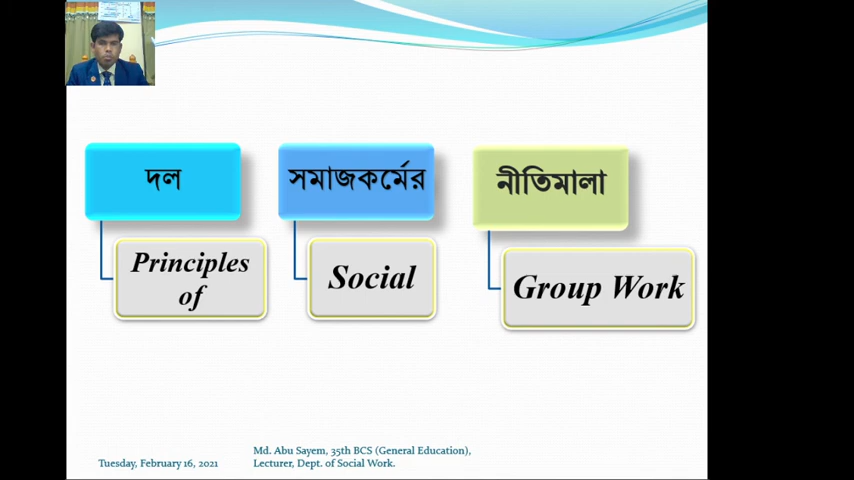 দল
সমাজকর্মের
নীতিমালা
Principles
of
Social
Group Work
Tuesday, February 16, 2021
Md. Abu Sayem, 35th BCS (General Education),
Lecturer, Dept. of Social Work.